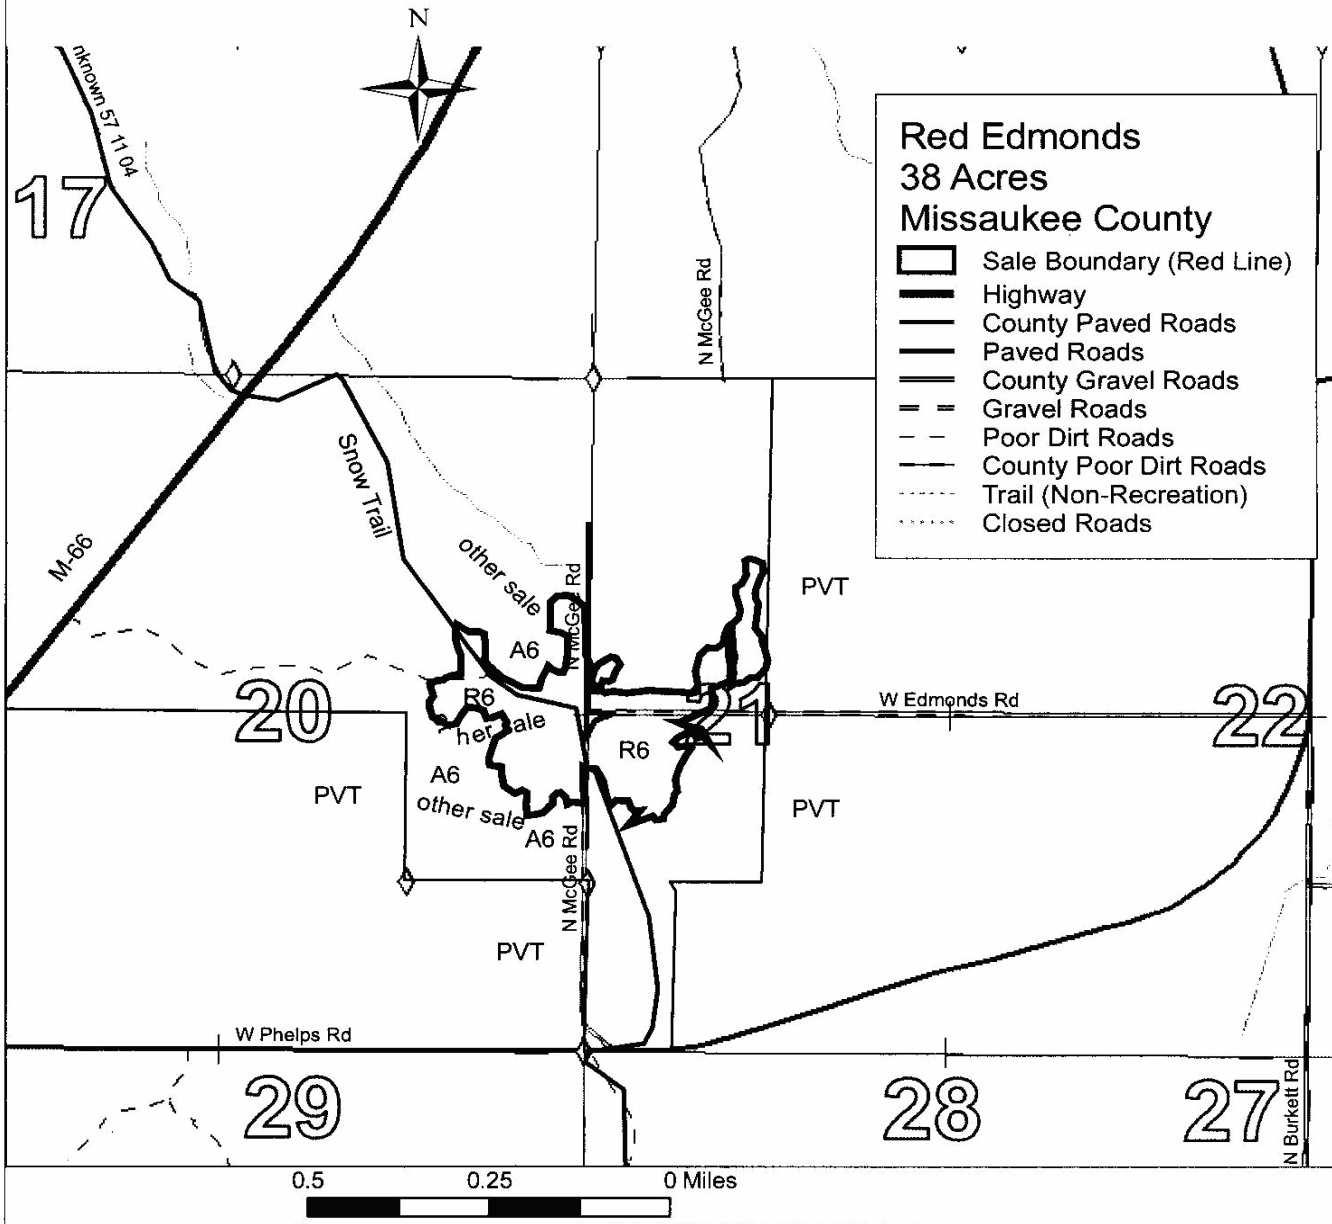 N
nknown 57 11 04
17
Red Edmonds
38 Acres
Missaukee County
Sale Boundary (Red Line)
Highway
County Paved Roads
Paved Roads
County Gravel Roads
Gravel Roads
Poor Dirt Roads
County Poor Dirt Roads
Trail (Non-Recreation)
Closed Roads
N McGee Rd
Snow Trail
M-66
other sale
N McGee Rd
PVT
A6
R6
20
21
W Edmonds Rd
22
her sale
R6
A6
PVT
other sale
PVT
A6
N McGee Rd
PVT
W Phelps Rd
29
28
27
N Burkett Rd
0.5 0.25 0 Miles